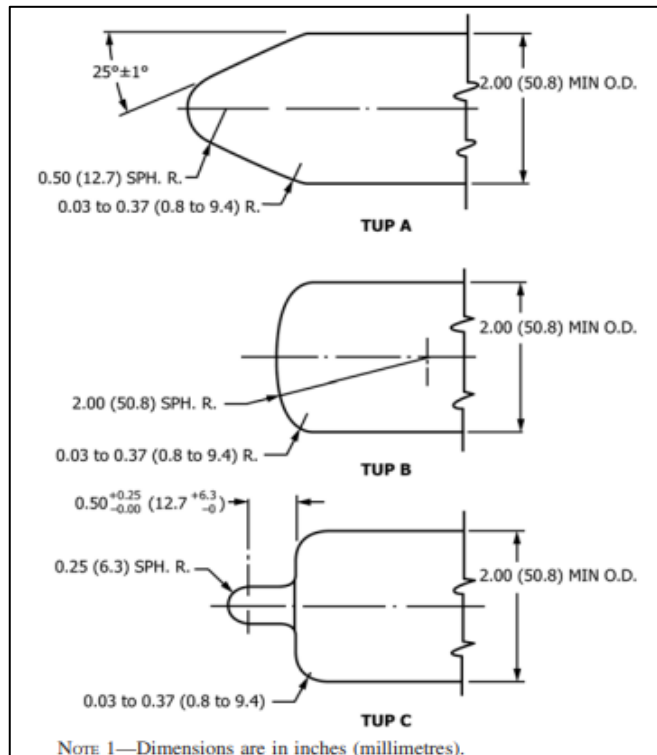 25°±1°
2.00 (50.8) MIN O.D.
0.50 (12.7) SPH. R.
0.03 to 0.37 (0.8 to 9.4) R.
TUP A
2.00 (50.8) MIN O.D.
2.00 (50.8) SPH. R.
0.03 to 0.37 (0.8 to 9.4) R.
TUP B
0.50 +0.25 -0.00 (12.7 +6.3 -0)
0.25 (6.3) SPH. R.
2.00 (50.8) MIN O.D.
0.03 to 0.37 (0.8 to 9.4)
TUP C
NOTE 1—Dimensions are in inches (millimetres).